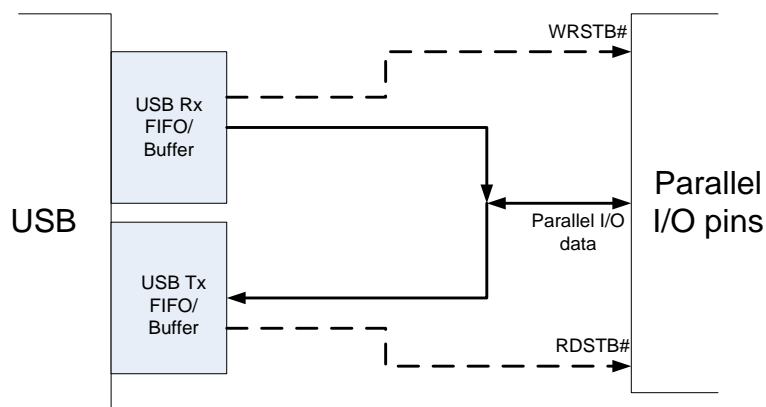 WRSTB#
USB Rx
FIFO/
Buffer
USB
Parallel
I/O pins
Parallel I/O
data
USB Tx
FIFO/
Buffer
RDSTB#